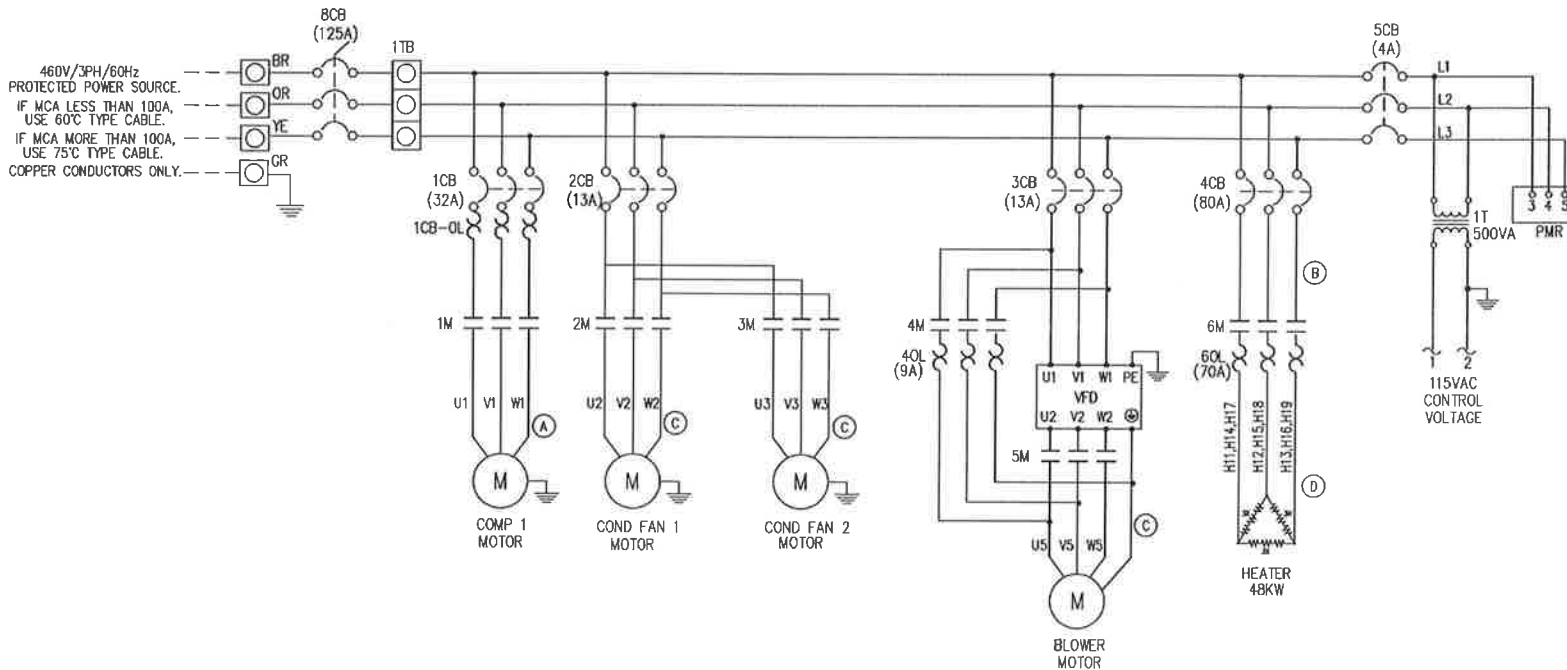 8CB
(125A)
1TB
5CB
(4A)
BR
OR
YE
GR
460V/3PH/60Hz
PROTECTED POWER SOURCE.
IF MCA LESS THAN 100A,
USE 60°C TYPE CABLE.
IF MCA MORE THAN 100A,
USE 75°C TYPE CABLE.
COPPER CONDUCTORS ONLY.
L1
L2
L3
1CB
(32A)
1CB-OL
2CB
(13A)
3CB
(13A)
4CB
(80A)
1T
500VA
3 4 5
PMR
1M
2M
3M
4M
4OL
(9A)
6M
6OL
(70A)
B
U1 V1 W1 PE
VFD
U2 V2 W2
5M
1 2
115VAC
CONTROL
VOLTAGE
U1 V1 W1
A
U2 V2 W2
C
U3 V3 W3
C
H11,H14,H17
H12,H15,H18
H13,H16,H19
D
M
COMP 1
MOTOR
M
COND FAN 1
MOTOR
M
COND FAN 2
MOTOR
U5 V5 W5
C
M
BLOWER
MOTOR
HEATER
48KW